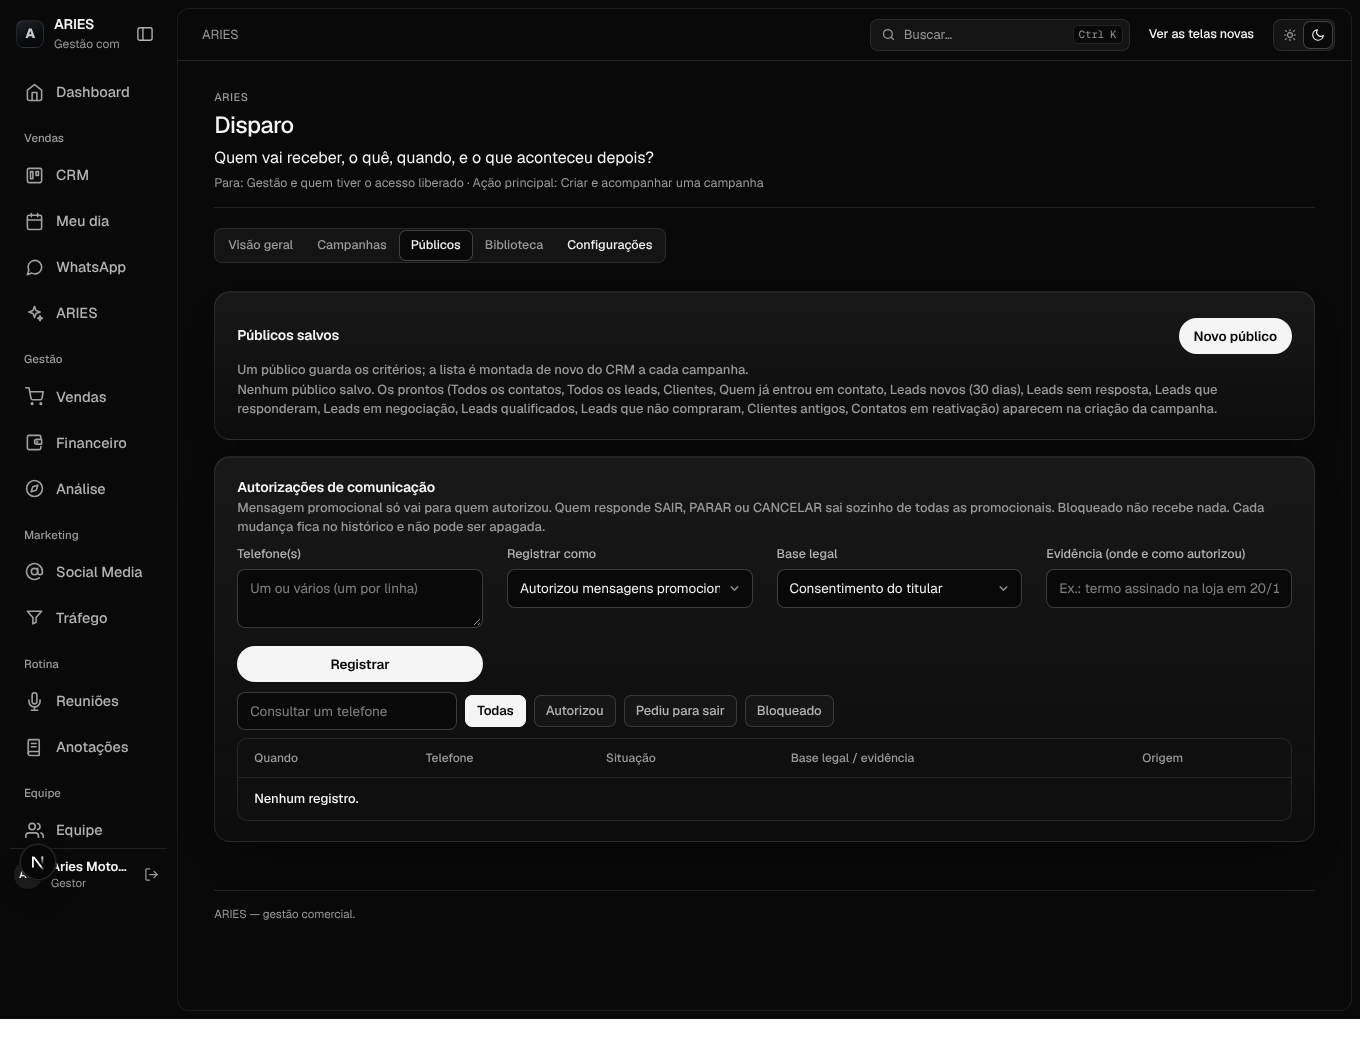 A
ARIES
Gestão com
Dashboard
Vendas
CRM
Meu dia
WhatsApp
ARIES
Gestão
Vendas
Financeiro
Análise
Marketing
Social Media
Tráfego
Rotina
Reuniões
Anotações
Equipe
Equipe
N
Aries Moto...
Gestor
ARIES
Buscar...
Ctrl K
Ver as telas novas
ARIES
Disparo
Quem vai receber, o quê, quando, e o que aconteceu depois?
Para: Gestão e quem tiver o acesso liberado · Ação principal: Criar e acompanhar uma campanha
Visão geral
Campanhas
Públicos
Biblioteca
Configurações
Públicos salvos
Novo público
Um público guarda os critérios; a lista é montada de novo do CRM a cada campanha.
Nenhum público salvo. Os prontos (Todos os contatos, Todos os leads, Clientes, Quem já entrou em contato, Leads novos (30 dias), Leads sem resposta, Leads que
responderam, Leads em negociação, Leads qualificados, Leads que não compraram, Clientes antigos, Contatos em reativação) aparecem na criação da campanha.
Autorizações de comunicação
Mensagem promocional só vai para quem autorizou. Quem responde SAIR, PARAR ou CANCELAR sai sozinho de todas as promocionais. Bloqueado não recebe nada. Cada
mudança fica no histórico e não pode ser apagada.
Telefone(s)
Um ou vários (um por linha)
Registrar como
Autorizou mensagens promocion
Base legal
Consentimento do titular
Evidência (onde e como autorizou)
Ex.: termo assinado na loja em 20/1
Registrar
Consultar um telefone
Todas
Autorizou
Pediu para sair
Bloqueado
Quando
Telefone
Situação
Base legal / evidência
Origem
Nenhum registro.
ARIES — gestão comercial.